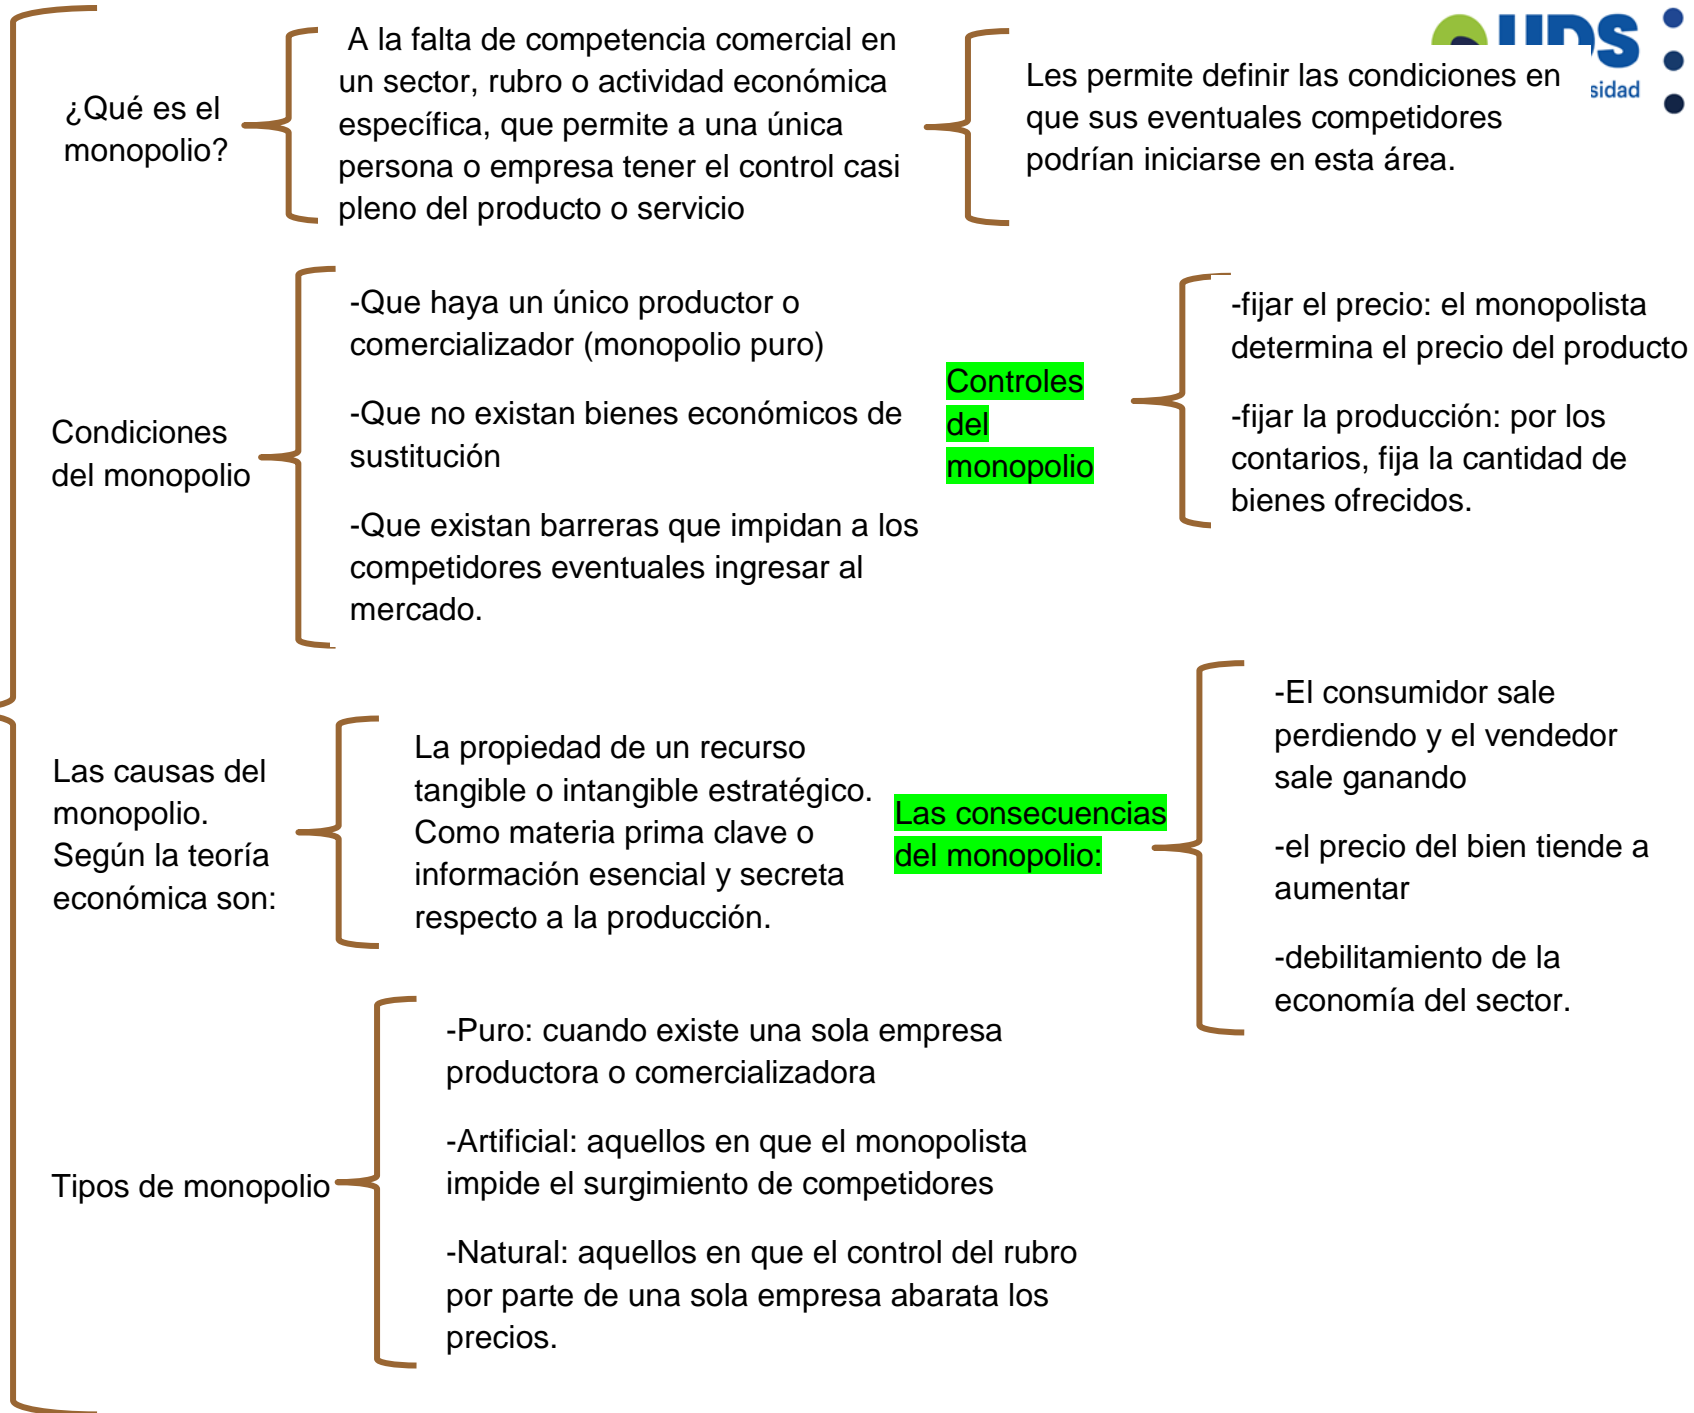 UDS
sidad
¿Qué es el
monopolio?
A la falta de competencia comercial en
un sector, rubro o actividad económica
específica, que permite a una única
persona o empresa tener el control casi
pleno del producto o servicio
Les permite definir las condiciones en
que sus eventuales competidores
podrían iniciarse en esta área.
Condiciones
del monopolio
-Que haya un único productor o
comercializador (monopolio puro)
-Que no existan bienes económicos de
sustitución
-Que existan barreras que impidan a los
competidores eventuales ingresar al
mercado.
Controles
del
monopolio
-fijar el precio: el monopolista
determina el precio del producto
-fijar la producción: por los
contarios, fija la cantidad de
bienes ofrecidos.
Las causas del
monopolio.
Según la teoría
económica son:
La propiedad de un recurso
tangible o intangible estratégico.
Como materia prima clave o
información esencial y secreta
respecto a la producción.
Las consecuencias
del monopolio:
-El consumidor sale
perdiendo y el vendedor
sale ganando
-el precio del bien tiende a
aumentar
-debilitamiento de la
economía del sector.
Tipos de monopolio
-Puro: cuando existe una sola empresa
productora o comercializadora
-Artificial: aquellos en que el monopolista
impide el surgimiento de competidores
-Natural: aquellos en que el control del rubro
por parte de una sola empresa abarata los
precios.